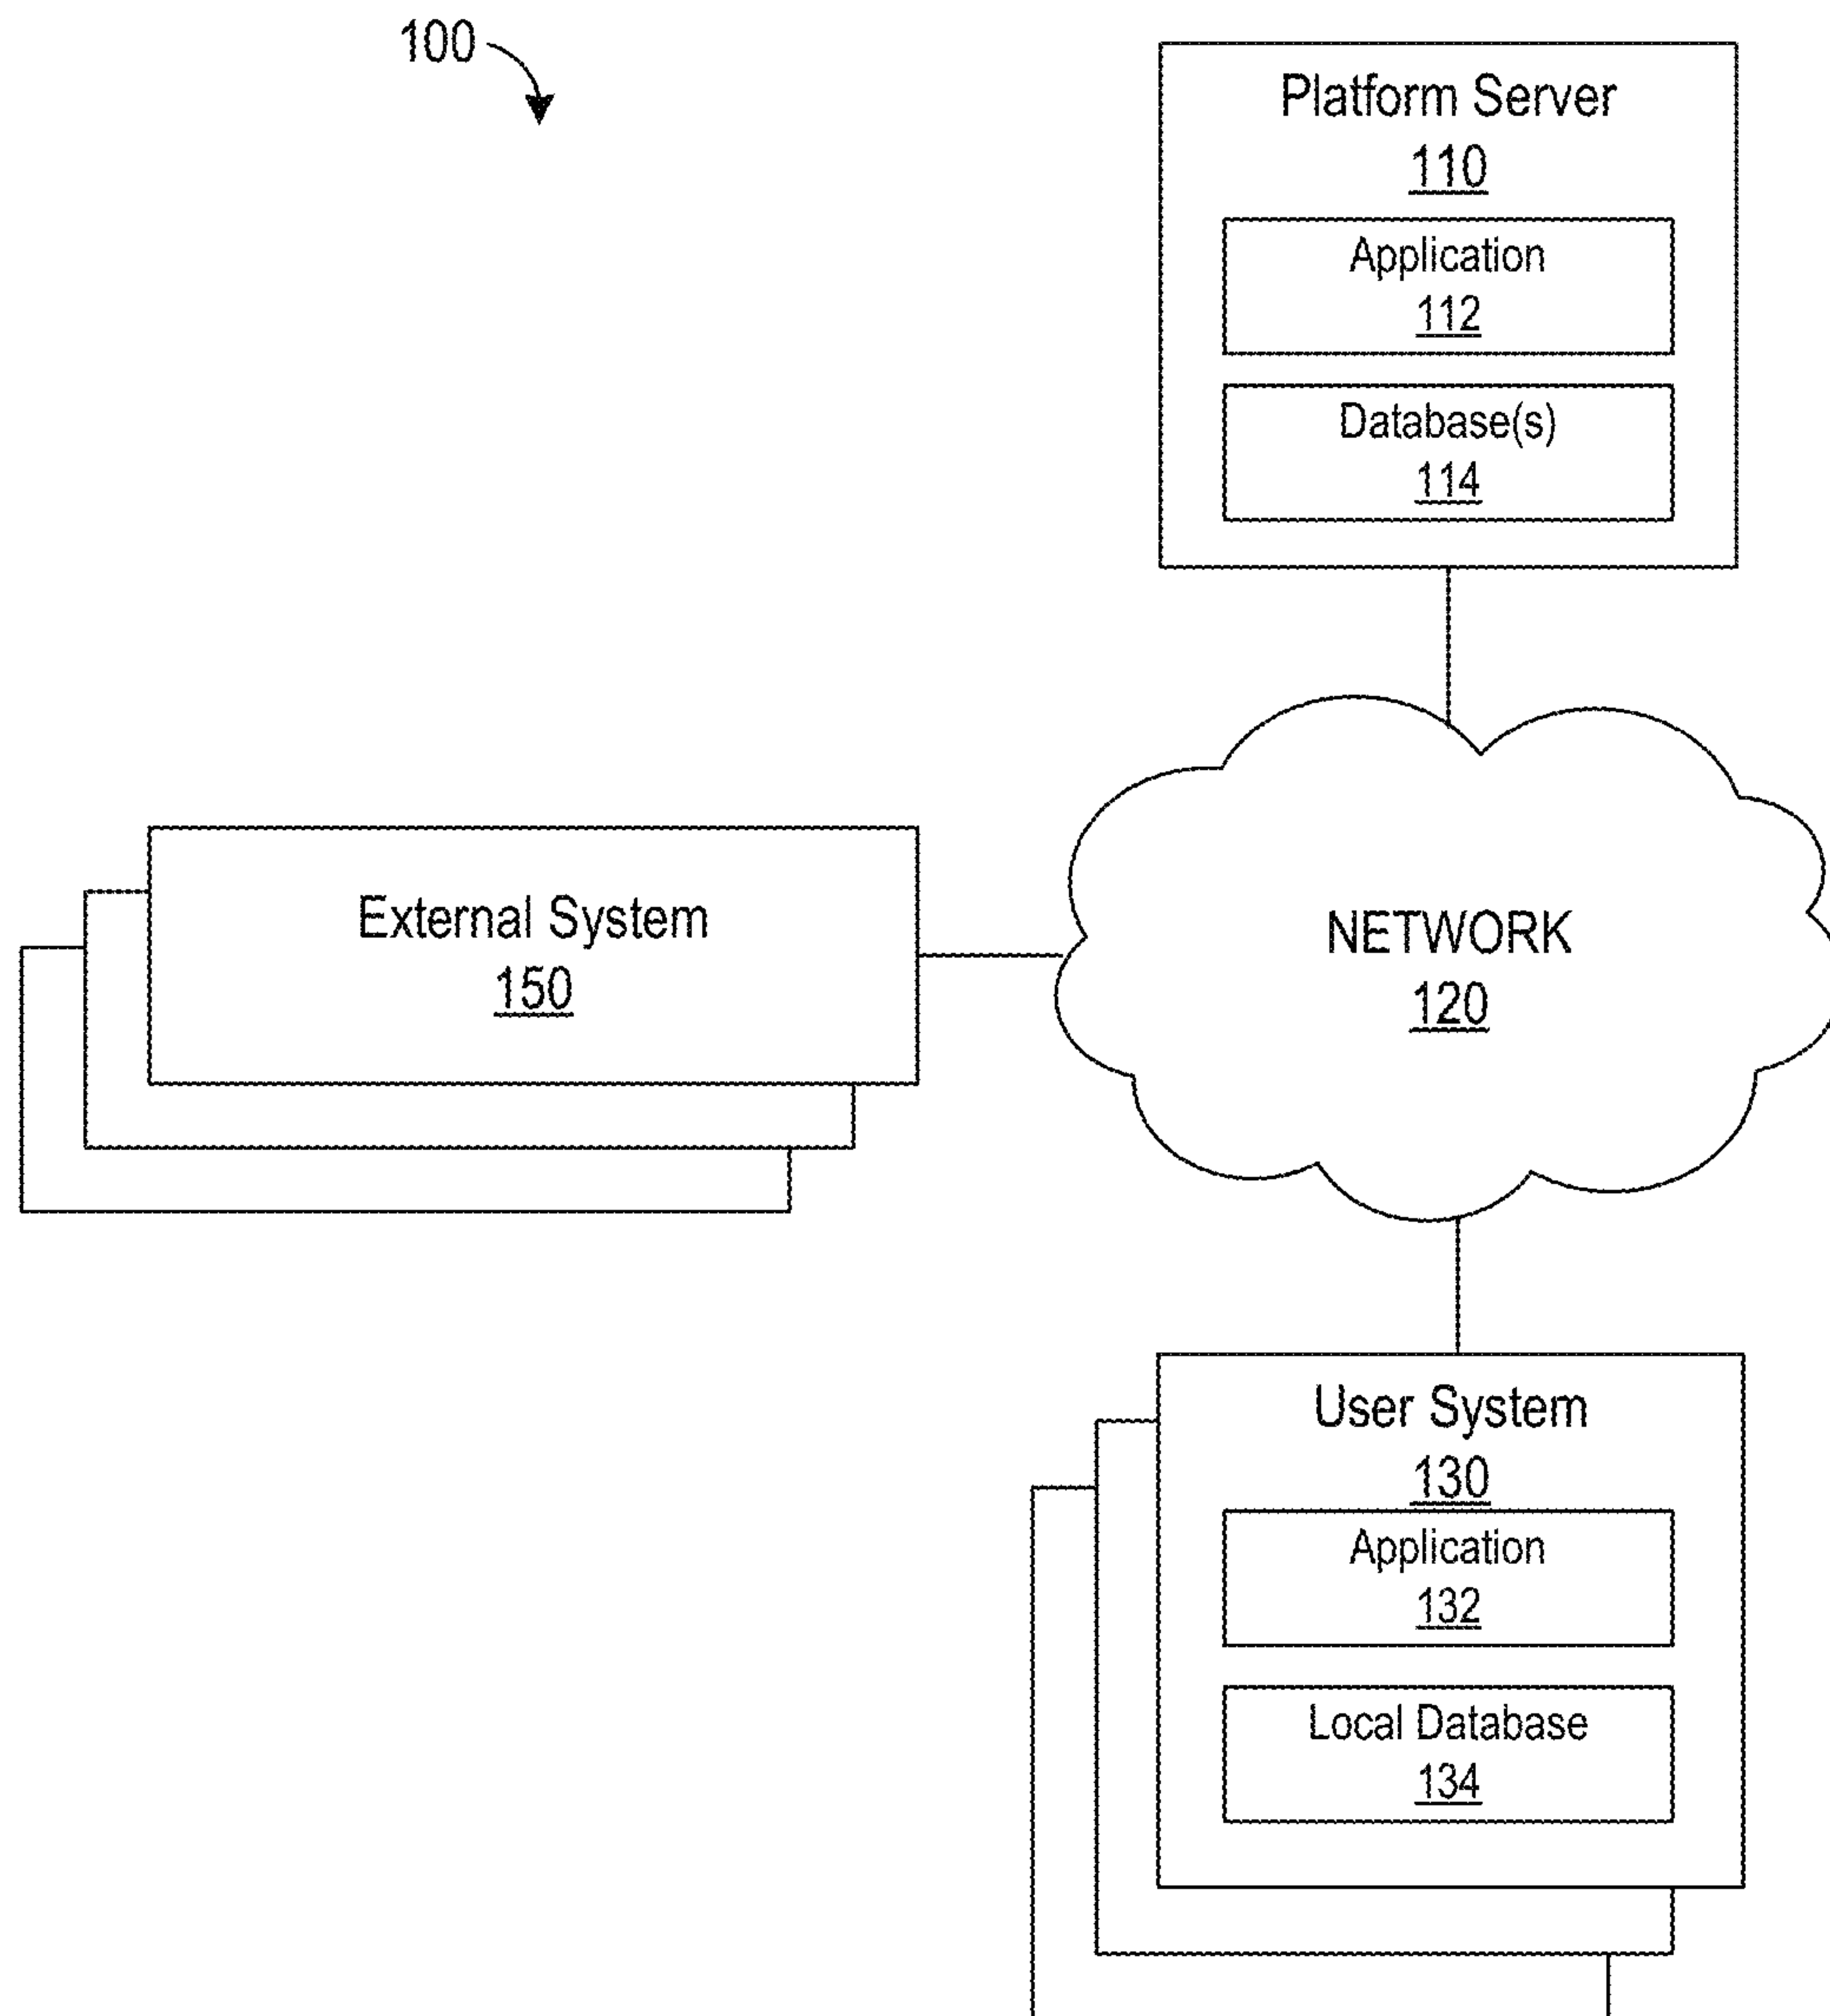 100
Platform Server
110
Application
112
Database(s)
114
External System
150
NETWORK
120
User System
130
Application
132
Local Database
134